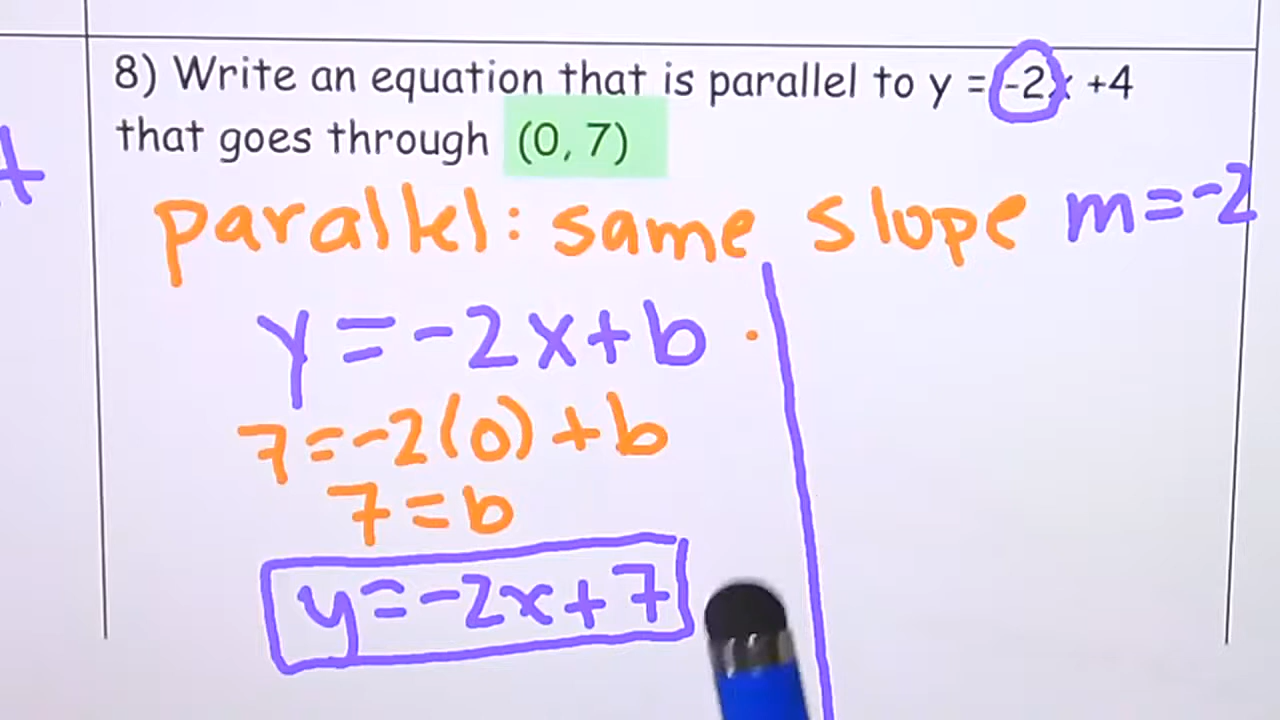 8) Write an equation that is parallel to y = -2x +4
that goes through (0, 7)
parallel: same slope m=-2
y=-2x+b
7=-2(0)+b
7=b
y=-2x+7